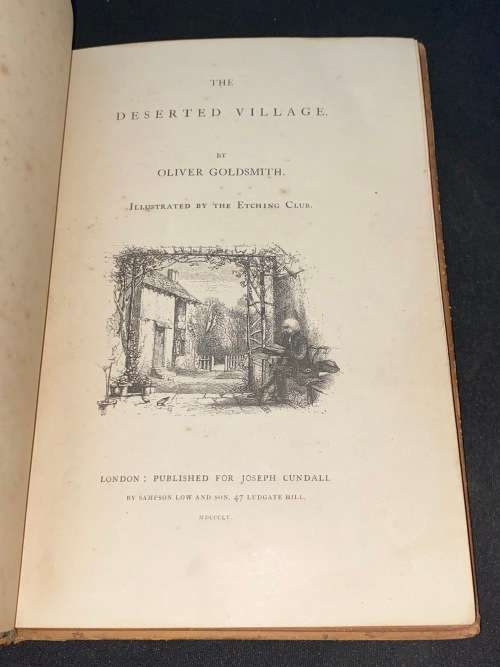 THE
DESERTED VILLAGE.
BY
OLIVER GOLDSMITH.
ILLUSTRATED BY THE ETCHING CLUB.
LONDON: PUBLISHED FOR JOSEPH CUNDALL
BY SAMPSON LOW AND SON, 47 LUDGATE HILL.
MDCCCLV.